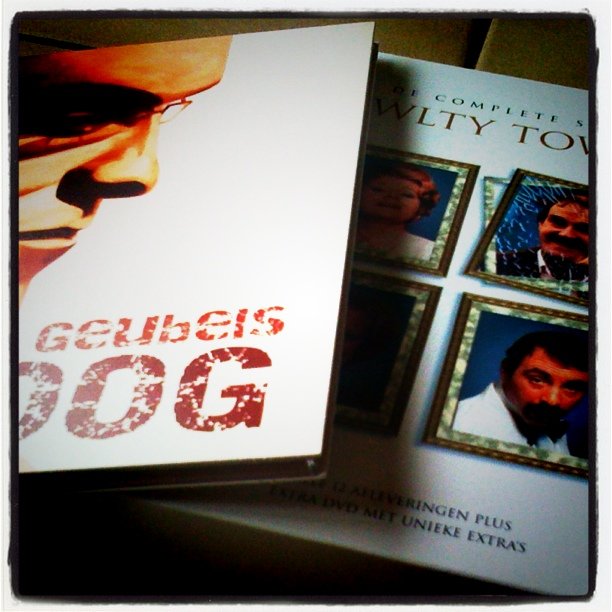 GEUBELS
OOG
DE COMPLETE S
WLTY TOW
12 AFLEVERINGEN PLUS
EXTRA DVD MET UNIEKE EXTRA'S